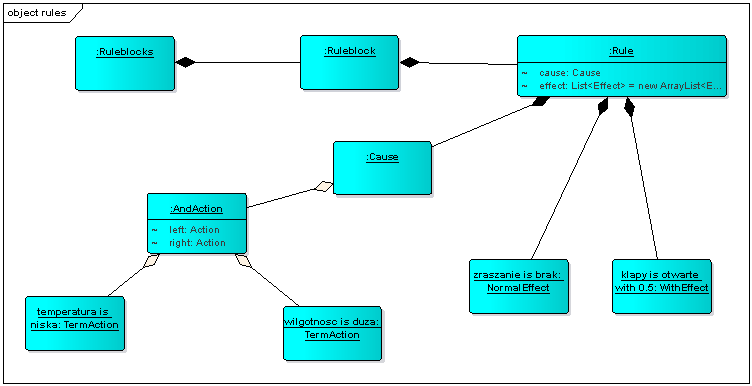 object rules
:Ruleblocks
:Ruleblock
:Rule
~ cause: Cause
~ effect: List<Effect> = new ArrayList<E...
:Cause
:AndAction
~ left: Action
~ right: Action
zraszanie is brak:
NormalEffect
klapy is otwarte
with 0.5: WithEffect
temperatura is
niska: TermAction
wilgotnosc is duza:
TermAction